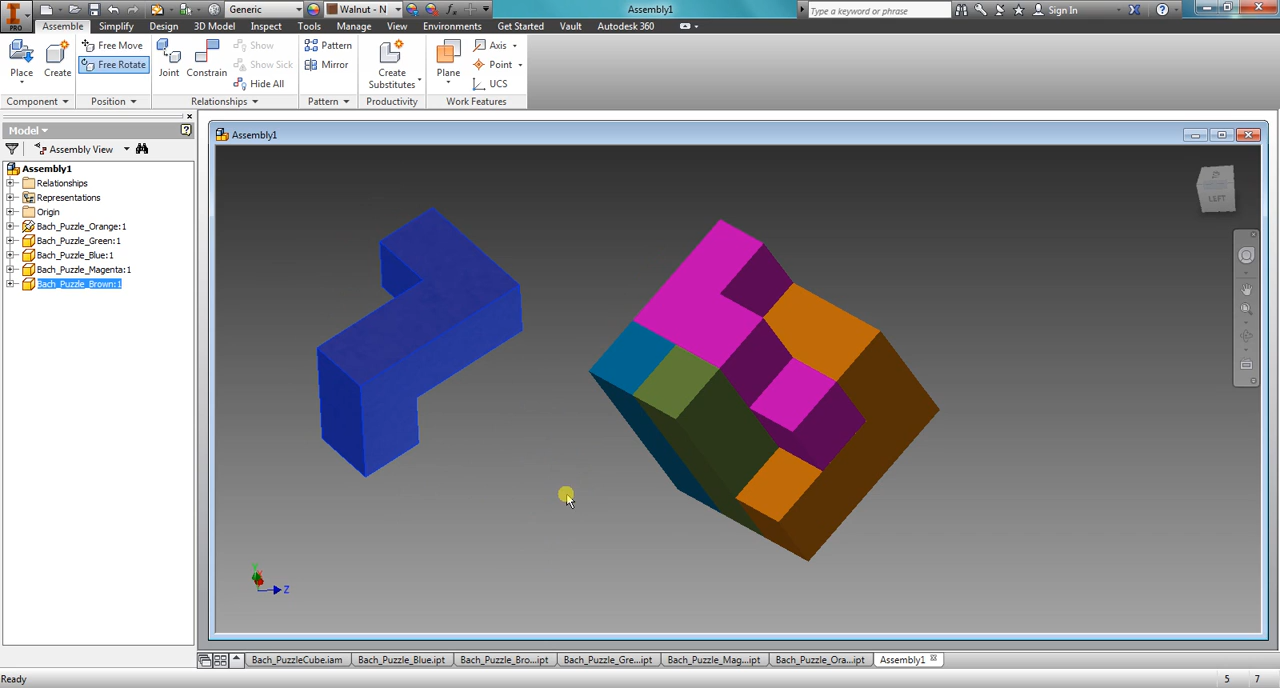 Generic
Walnut - N
Assembly1
Type a keyword or phrase
Sign In
PRO
Assemble Simplify Design 3D Model Inspect Tools Manage View Environments Get Started Vault Autodesk 360
Place
Create
Free Move
Free Rotate
Joint
Constrain
Show
Show Sick
Hide All
Pattern
Mirror
Create
Substitutes
Plane
Axis
Point
UCS
Component Position Relationships Pattern Productivity Work Features
Model
Assembly View
Assembly1
Relationships
Representations
Origin
Bach_Puzzle_Orange:1
Bach_Puzzle_Green:1
Bach_Puzzle_Blue:1
Bach_Puzzle_Magenta:1
Bach_Puzzle_Brown:1
Assembly1
LEFT
Z
Bach_PuzzleCube.iam Bach_Puzzle_Blue.ipt Bach_Puzzle_Bro...ipt Bach_Puzzle_Gre...ipt Bach_Puzzle_Mag...ipt Bach_Puzzle_Ora...ipt Assembly1
Ready
5 7